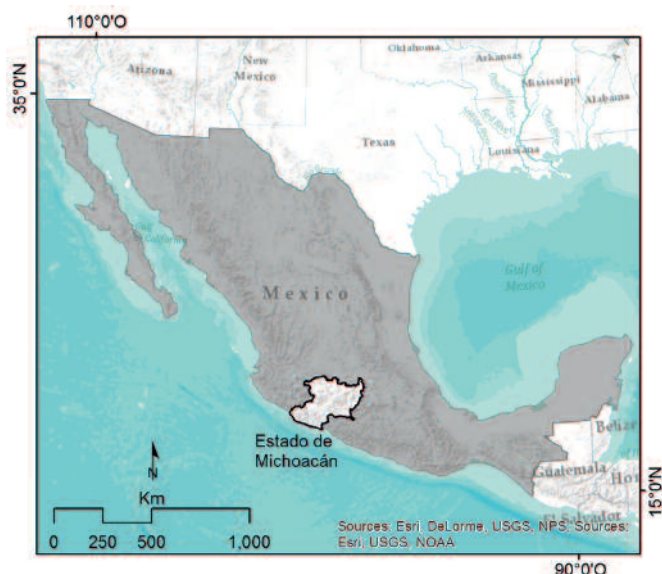 110°0'O
35°0'N
Oklahoma
Arkansas
Arizona
New
Mexico
Mississippi
Alabama
Texas
Louisiana
Gulf of
Mexico
Mexico
Estado de
Michoacán
N
Km
0 250 500 1,000
Guatemala
El Salvador
15°0'N
Sources: Esri, DeLorme, USGS, NPS; Sources:
Esri, USGS, NOAA
90°0'O